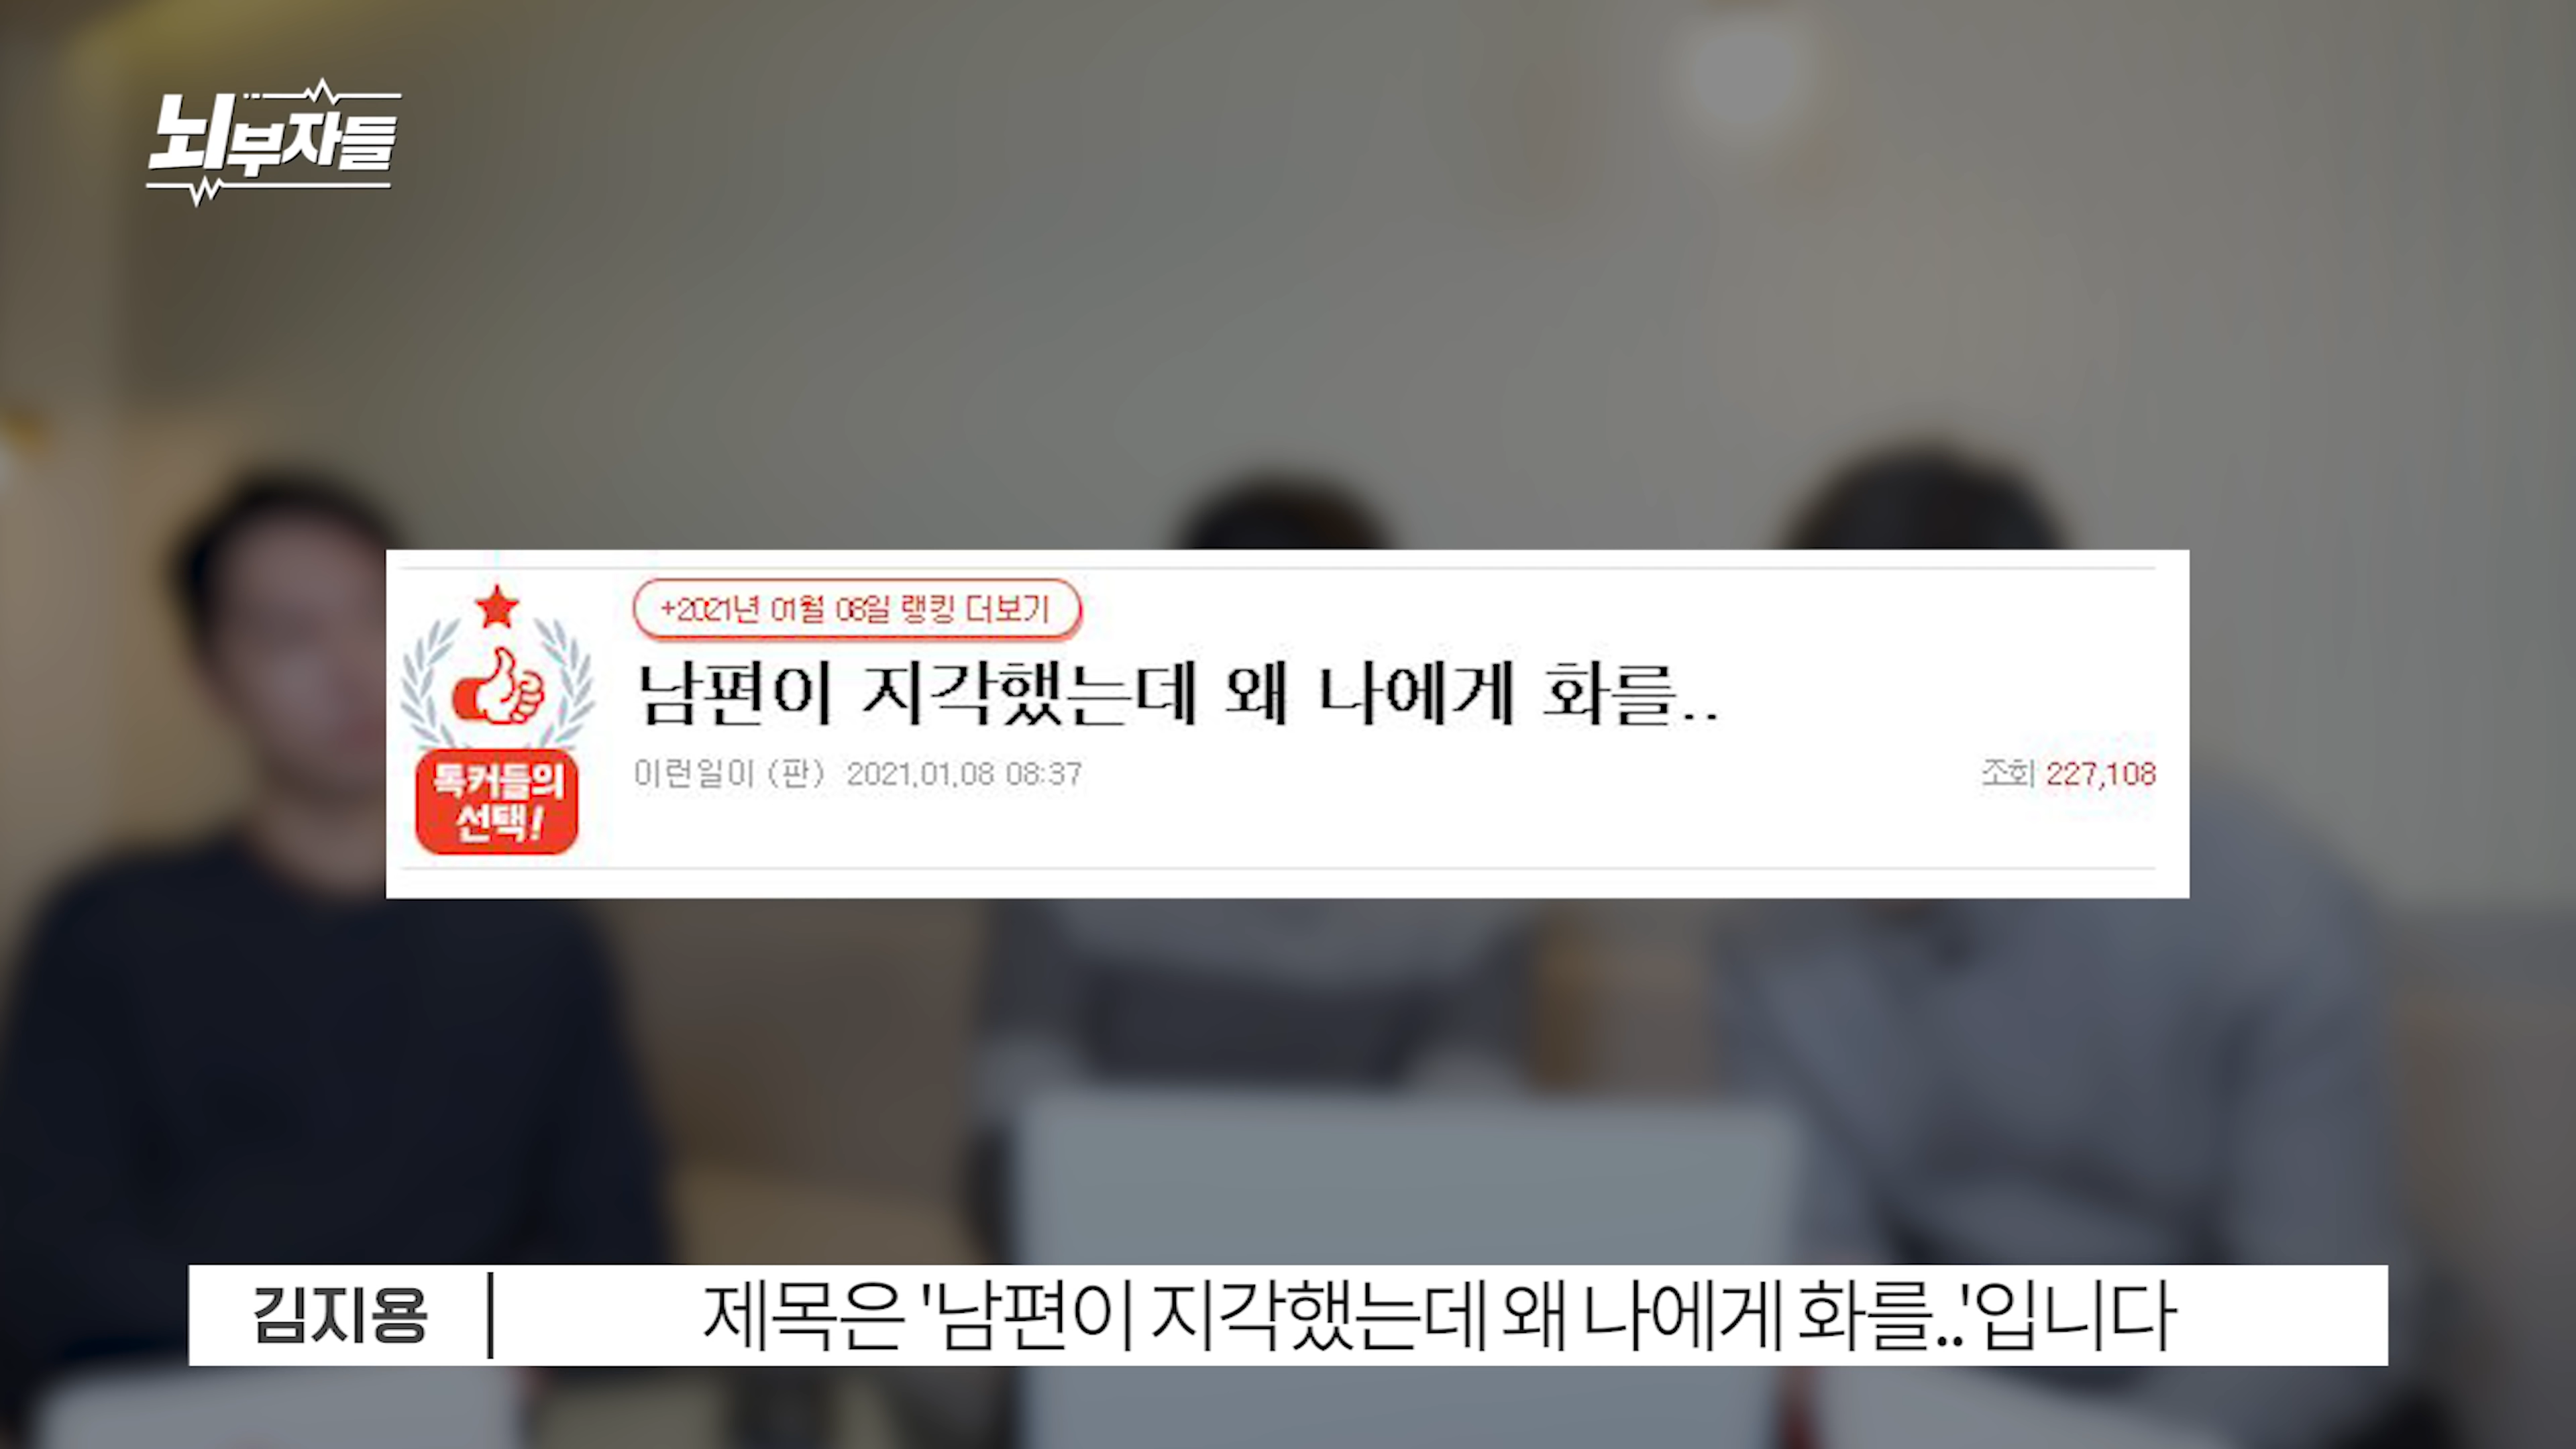 뇌부자들
+2021년 01월 08일 랭킹 더보기
남편이 지각했는데 왜 나에게 화를..
이런일이 (판) 2021.01.08 08:37
조회 227,108
톡커들의
선택!
김지용 제목은 '남편이 지각했는데 왜 나에게 화를..'입니다